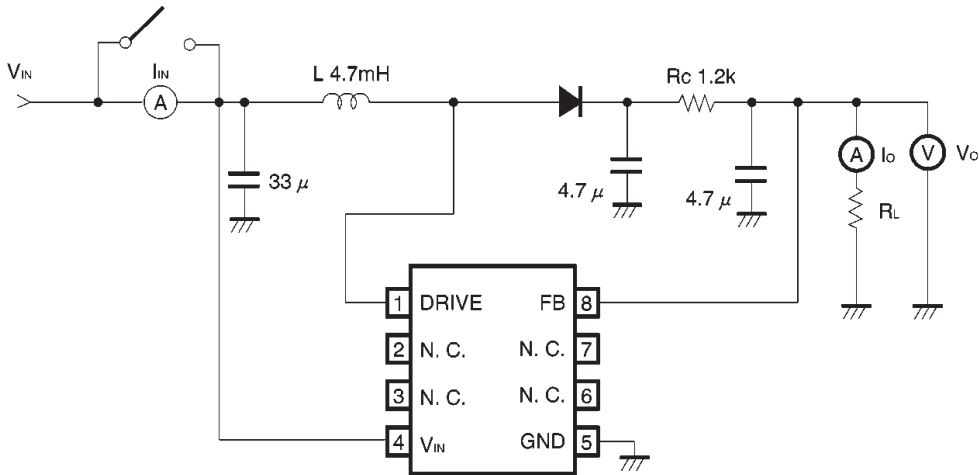 VIN
IIN
A
L 4.7mH
Rc 1.2k
33 μ
4.7 μ
4.7 μ
A
IO
V
VO
RL
1 DRIVE FB 8
2 N. C. N. C. 7
3 N. C. N. C. 6
4 VIN GND 5